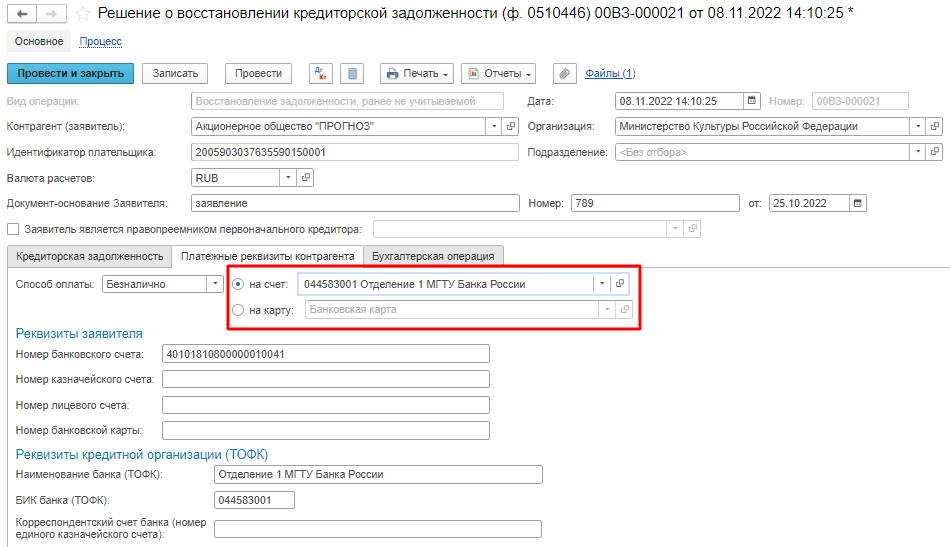 Решение о восстановлении кредиторской задолженности (ф. 0510446) 00ВЗ-000021 от 08.11.2022 14:10:25 *
Основное Процесс
Провести и закрыть Записать Провести Дт Кт Печать Отчеты Файлы (1)
Вид операции: Восстановление задолженности, ранее не учитываемой Дата: 08.11.2022 14:10:25 Номер: 00ВЗ-000021
Контрагент (заявитель): Акционерное общество "ПРОГНОЗ" Организация: Министерство Культуры Российской Федерации
Идентификатор плательщика: 2005903037635590150001 Подразделение: <Без отбора>
Валюта расчетов: RUB
Документ-основание Заявителя: заявление Номер: 789 от: 25.10.2022
Заявитель является правопреемником первоначального кредитора:
Кредиторская задолженность Платежные реквизиты контрагента Бухгалтерская операция
Способ оплаты: Безналично на счет: 044583001 Отделение 1 МГТУ Банка России
на карту: Банковская карта
Реквизиты заявителя
Номер банковского счета: 40101810800000010041
Номер казначейского счета:
Номер лицевого счета:
Номер банковской карты:
Реквизиты кредитной организации (ТОФК)
Наименование банка (ТОФК): Отделение 1 МГТУ Банка России
БИК банка (ТОФК): 044583001
Корреспондентский счет банка (номер
единого казначейского счета):